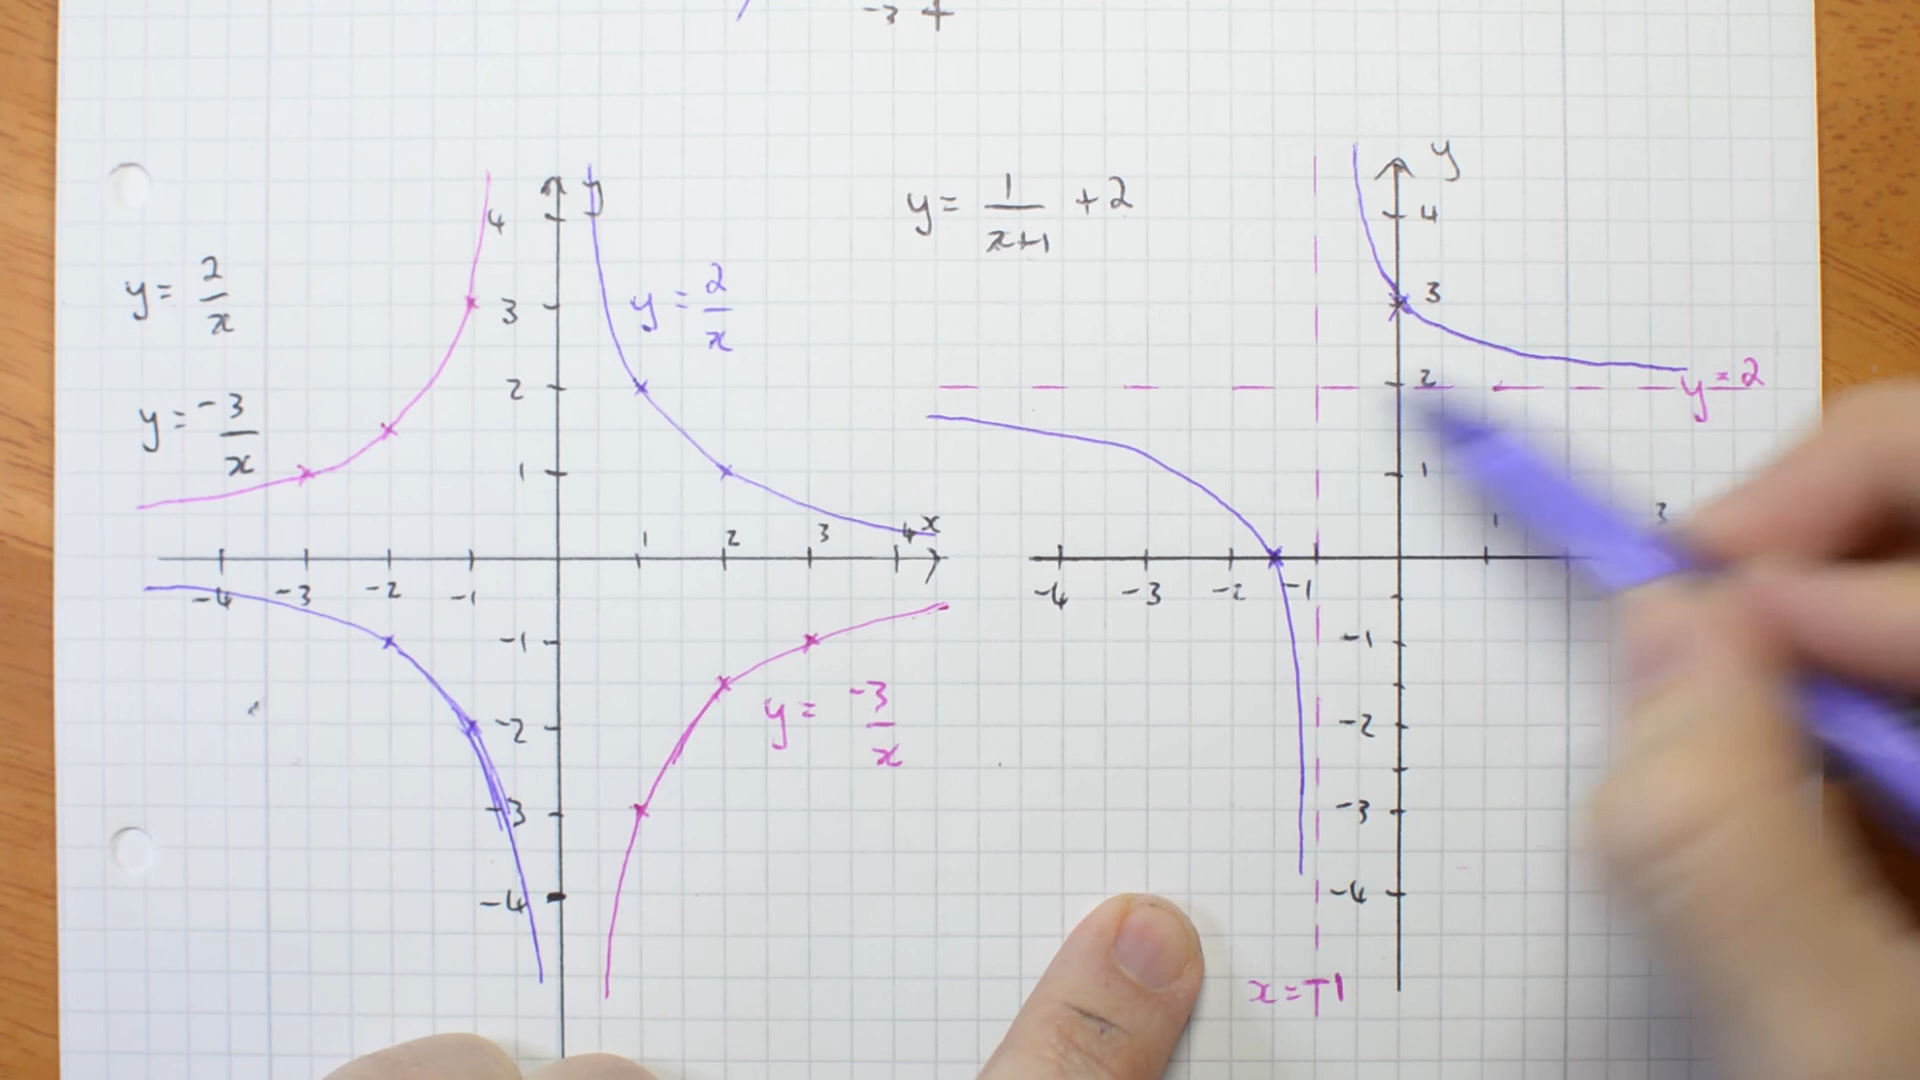 -3 +
y = 2/x
y = -3/x
y
4
3
2
1
y = 2/x
-4 -3 -2 -1 1 2 3 4 x
-1
-2
-3
-4
y = -3/x
y = 1/(x+1) + 2
y
4
3
2
y = 2
1
-4 -3 -2 -1 1 3
-1
-2
-3
-4
x = -1